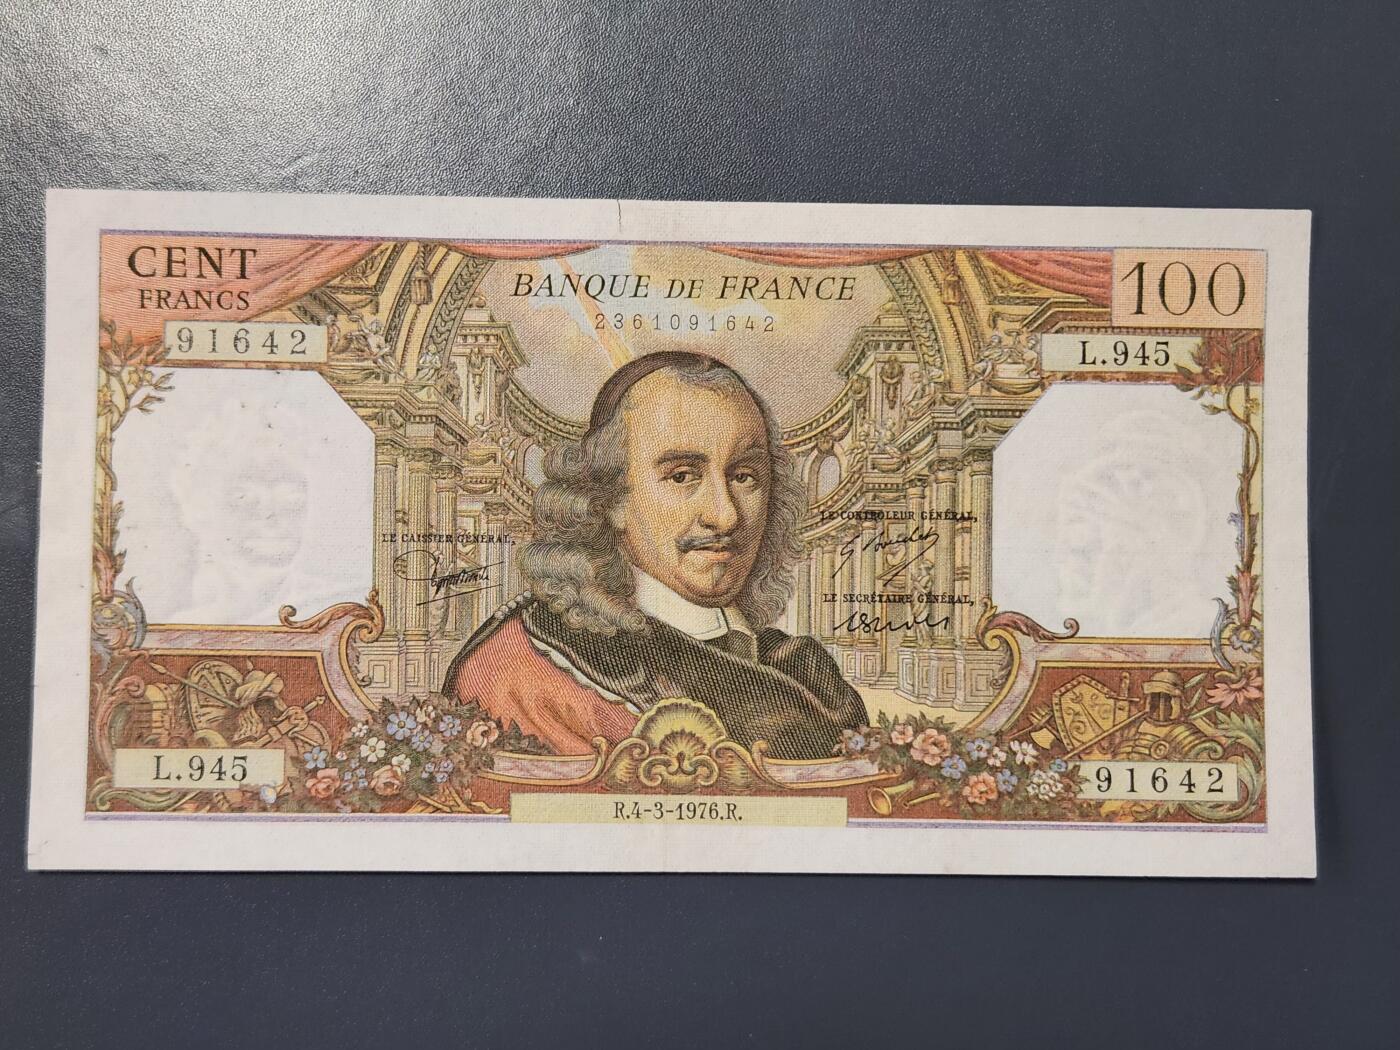 CENT
FRANCS
BANQUE DE FRANCE
100
2361091642
91642
L.945
LE CONTRÔLEUR GÉNÉRAL,
LE CAISSIER GÉNÉRAL,
LE SECRÉTAIRE GÉNÉRAL,
L.945
91642
R.4-3-1976.R.